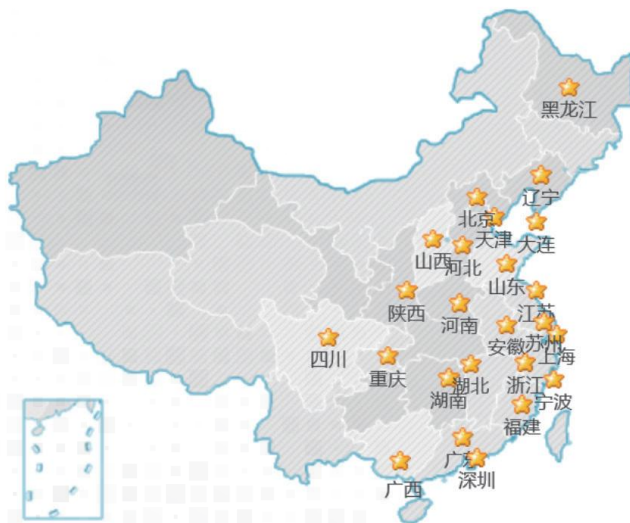 黑龙江
辽宁
北京
天津
大连
山西
河北
山东
陕西
河南
江苏
苏州
安徽
上海
四川
重庆
湖北
浙江
湖南
宁波
福建
广东
深圳
广西